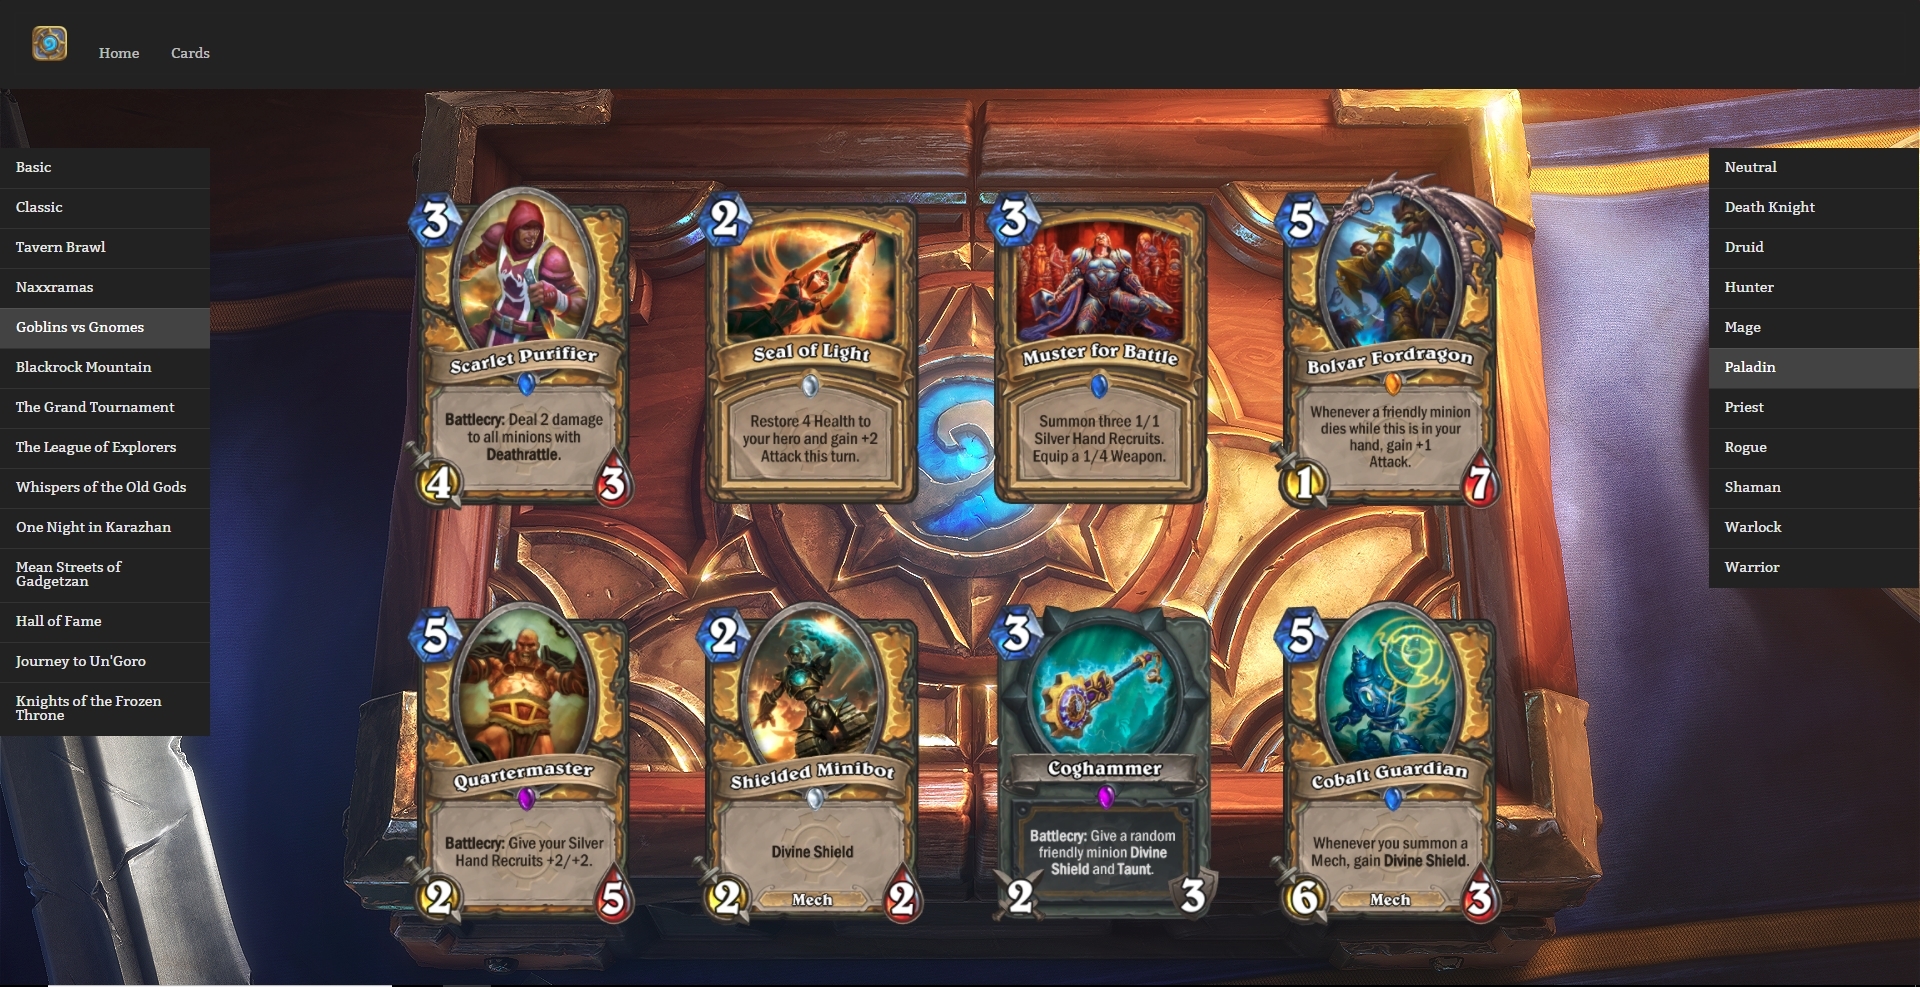 Home
Cards
Basic
Classic
Tavern Brawl
Naxxramas
Goblins vs Gnomes
Blackrock Mountain
The Grand Tournament
The League of Explorers
Whispers of the Old Gods
One Night in Karazhan
Mean Streets of
Gadgetzan
Hall of Fame
Journey to Un'Goro
Knights of the Frozen
Throne
3
Scarlet Purifier
Battlecry: Deal 2 damage
to all minions with
Deathrattle.
4
3
2
Seal of Light
Restore 4 Health to
your hero and gain +2
Attack this turn.
3
Muster for Battle
Summon three 1/1
Silver Hand Recruits.
Equip a 1/4 Weapon.
5
Bolvar Fordragon
Whenever a friendly minion
dies while this is in your
hand, gain +1
Attack.
1
7
5
Quartermaster
Battlecry: Give your Silver
Hand Recruits +2/+2.
2
5
2
Shielded Minibot
Divine Shield
2
Mech
2
3
Coghammer
Battlecry: Give a random
friendly minion Divine
Shield and Taunt.
2
3
5
Cobalt Guardian
Whenever you summon a
Mech, gain Divine Shield.
6
Mech
3
Neutral
Death Knight
Druid
Hunter
Mage
Paladin
Priest
Rogue
Shaman
Warlock
Warrior